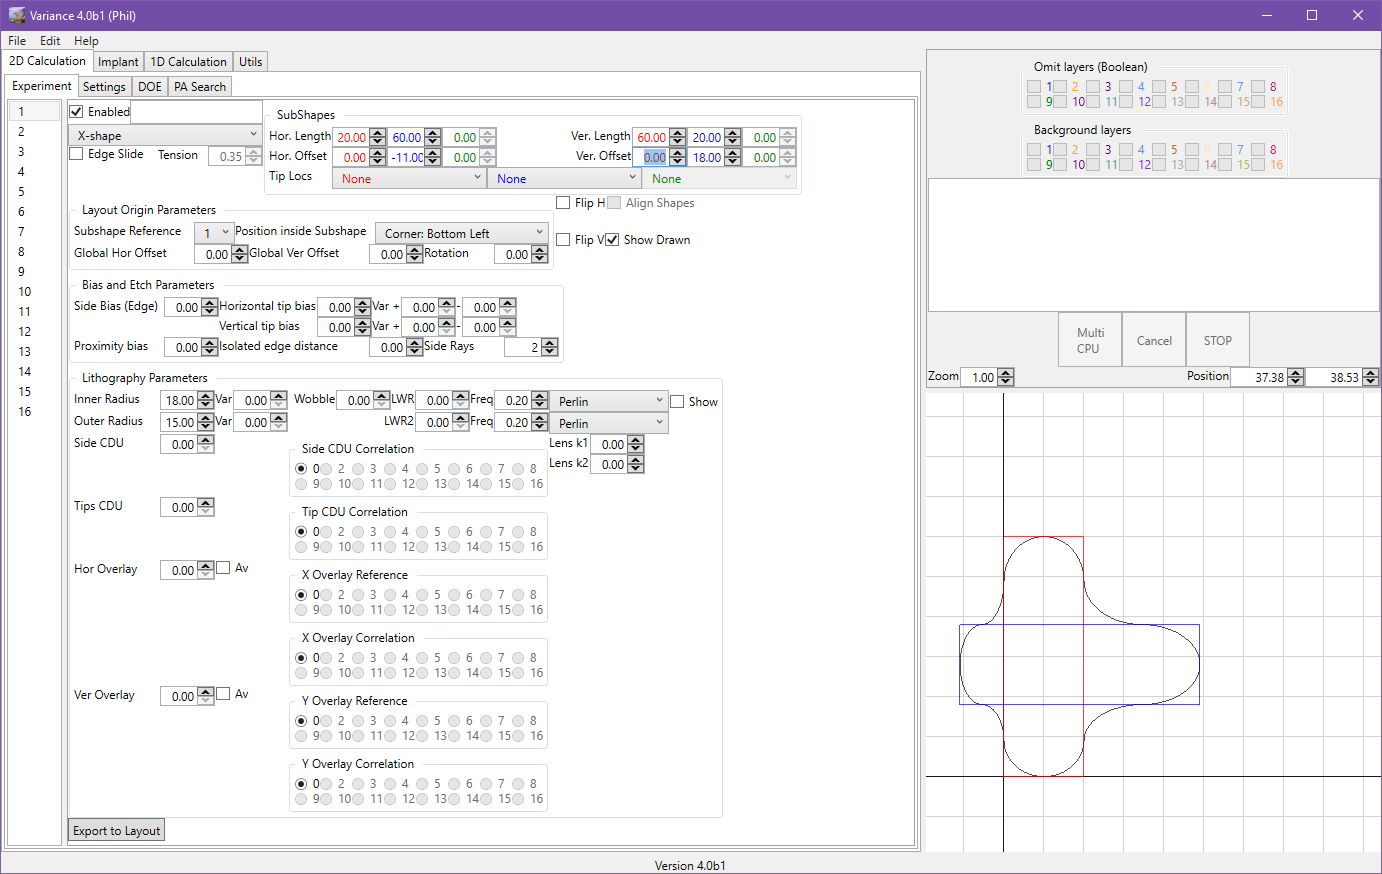 Variance 4.0b1 (Phil)
File Edit Help
2D Calculation Implant 1D Calculation Utils
Experiment Settings DOE PA Search
1
2
3
4
5
6
7
8
9
10
11
12
13
14
15
16
Enabled
X-shape
Edge Slide Tension 0.35
SubShapes
Hor. Length 20.00 60.00 0.00 Ver. Length 60.00 20.00 0.00
Hor. Offset 0.00 -11.00 0.00 Ver. Offset 0.00 18.00 0.00
Tip Locs None None None
Flip H Align Shapes
Flip V Show Drawn
Layout Origin Parameters
Subshape Reference 1 Position inside Subshape Corner: Bottom Left
Global Hor Offset 0.00 Global Ver Offset 0.00 Rotation 0.00
Bias and Etch Parameters
Side Bias (Edge) 0.00 Horizontal tip bias 0.00 Var + 0.00 - 0.00
Vertical tip bias 0.00 Var + 0.00 - 0.00
Proximity bias 0.00 Isolated edge distance 0.00 Side Rays 2
Lithography Parameters
Inner Radius 18.00 Var 0.00 Wobble 0.00 LWR 0.00 Freq 0.20 Perlin Show
Outer Radius 15.00 Var 0.00 LWR2 0.00 Freq 0.20 Perlin
Side CDU 0.00 Lens k1 0.00
Lens k2 0.00
Side CDU Correlation
0 2 3 4 5 6 7 8
9 10 11 12 13 14 15 16
Tips CDU 0.00
Tip CDU Correlation
0 2 3 4 5 6 7 8
9 10 11 12 13 14 15 16
Hor Overlay 0.00 Av
X Overlay Reference
0 2 3 4 5 6 7 8
9 10 11 12 13 14 15 16
X Overlay Correlation
0 2 3 4 5 6 7 8
9 10 11 12 13 14 15 16
Ver Overlay 0.00 Av
Y Overlay Reference
0 2 3 4 5 6 7 8
9 10 11 12 13 14 15 16
Y Overlay Correlation
0 2 3 4 5 6 7 8
9 10 11 12 13 14 15 16
Export to Layout
Omit layers (Boolean)
1 2 3 4 5 6 7 8
9 10 11 12 13 14 15 16
Background layers
1 2 3 4 5 6 7 8
9 10 11 12 13 14 15 16
Multi CPU Cancel STOP
Zoom 1.00 Position 37.38 38.53
Version 4.0b1